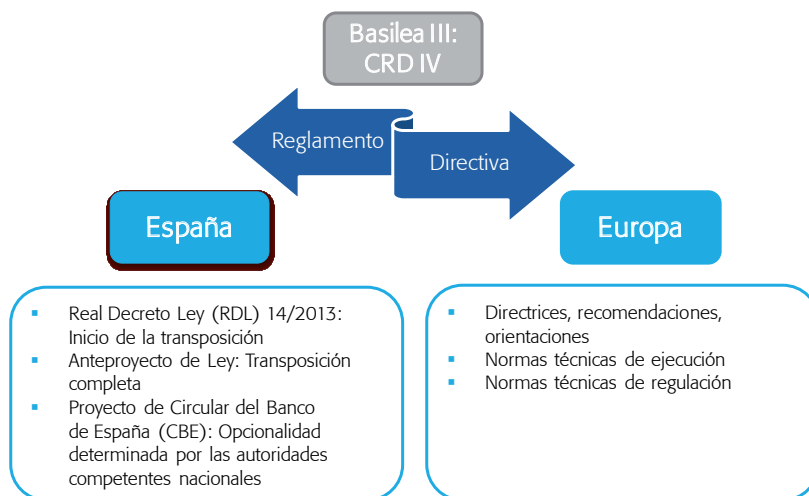 Basilea III:
CRD IV
Reglamento
Directiva
España
Europa
▪ Real Decreto Ley (RDL) 14/2013:
Inicio de la transposición
▪ Anteproyecto de Ley: Transposición
completa
▪ Proyecto de Circular del Banco
de España (CBE): Opcionalidad
determinada por las autoridades
competentes nacionales
▪ Directrices, recomendaciones,
orientaciones
▪ Normas técnicas de ejecución
▪ Normas técnicas de regulación